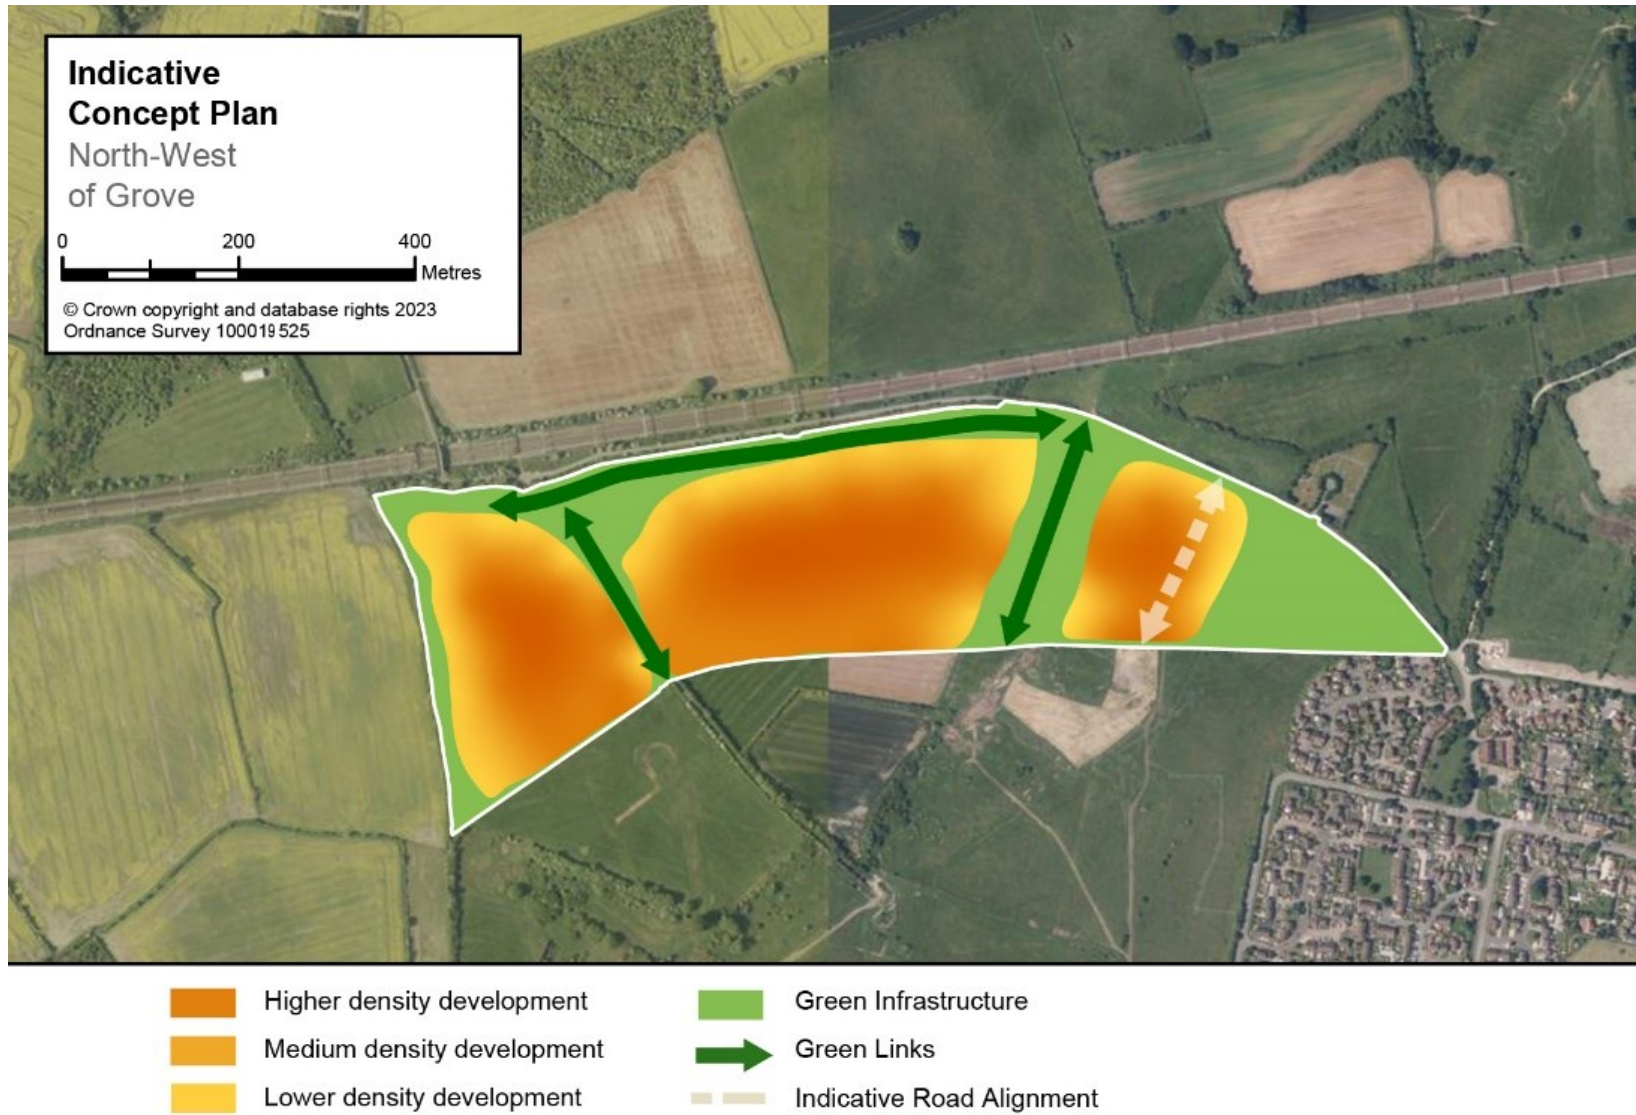 Indicative
Concept Plan
North-West
of Grove
0 200 400
Metres
© Crown copyright and database rights 2023
Ordnance Survey 100019525
Higher density development
Medium density development
Lower density development
Green Infrastructure
Green Links
Indicative Road Alignment